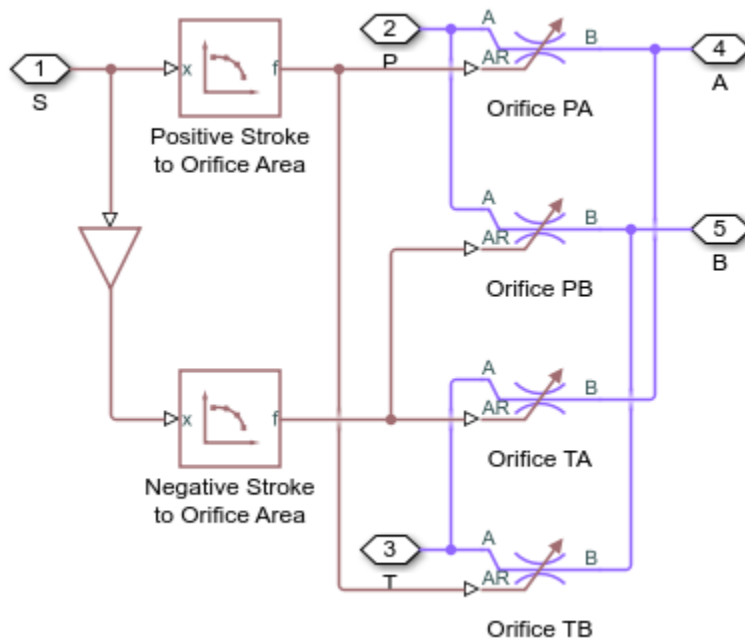 1
S
x
f
Positive Stroke
to Orifice Area
2
P
A
AR
B
Orifice PA
4
A
A
AR
B
Orifice PB
5
B
x
f
Negative Stroke
to Orifice Area
A
AR
B
Orifice TA
3
T
A
AR
B
Orifice TB